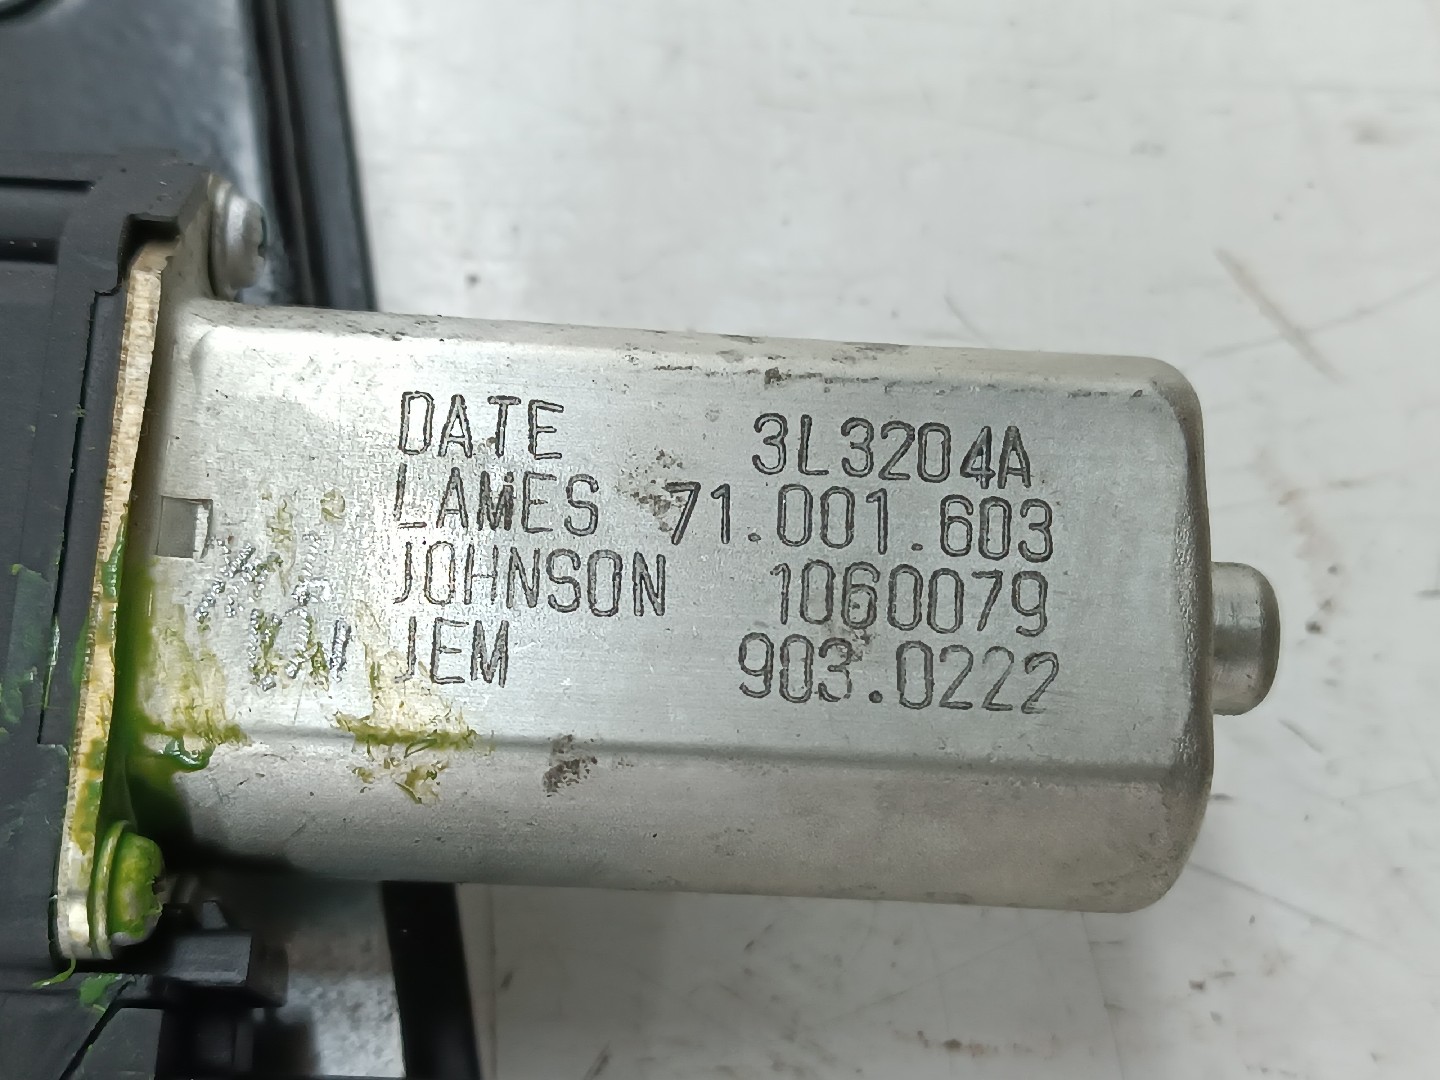 DATE 3L3204A
LAMES 71.001.603
JOHNSON 1060079
JEM 903.0222